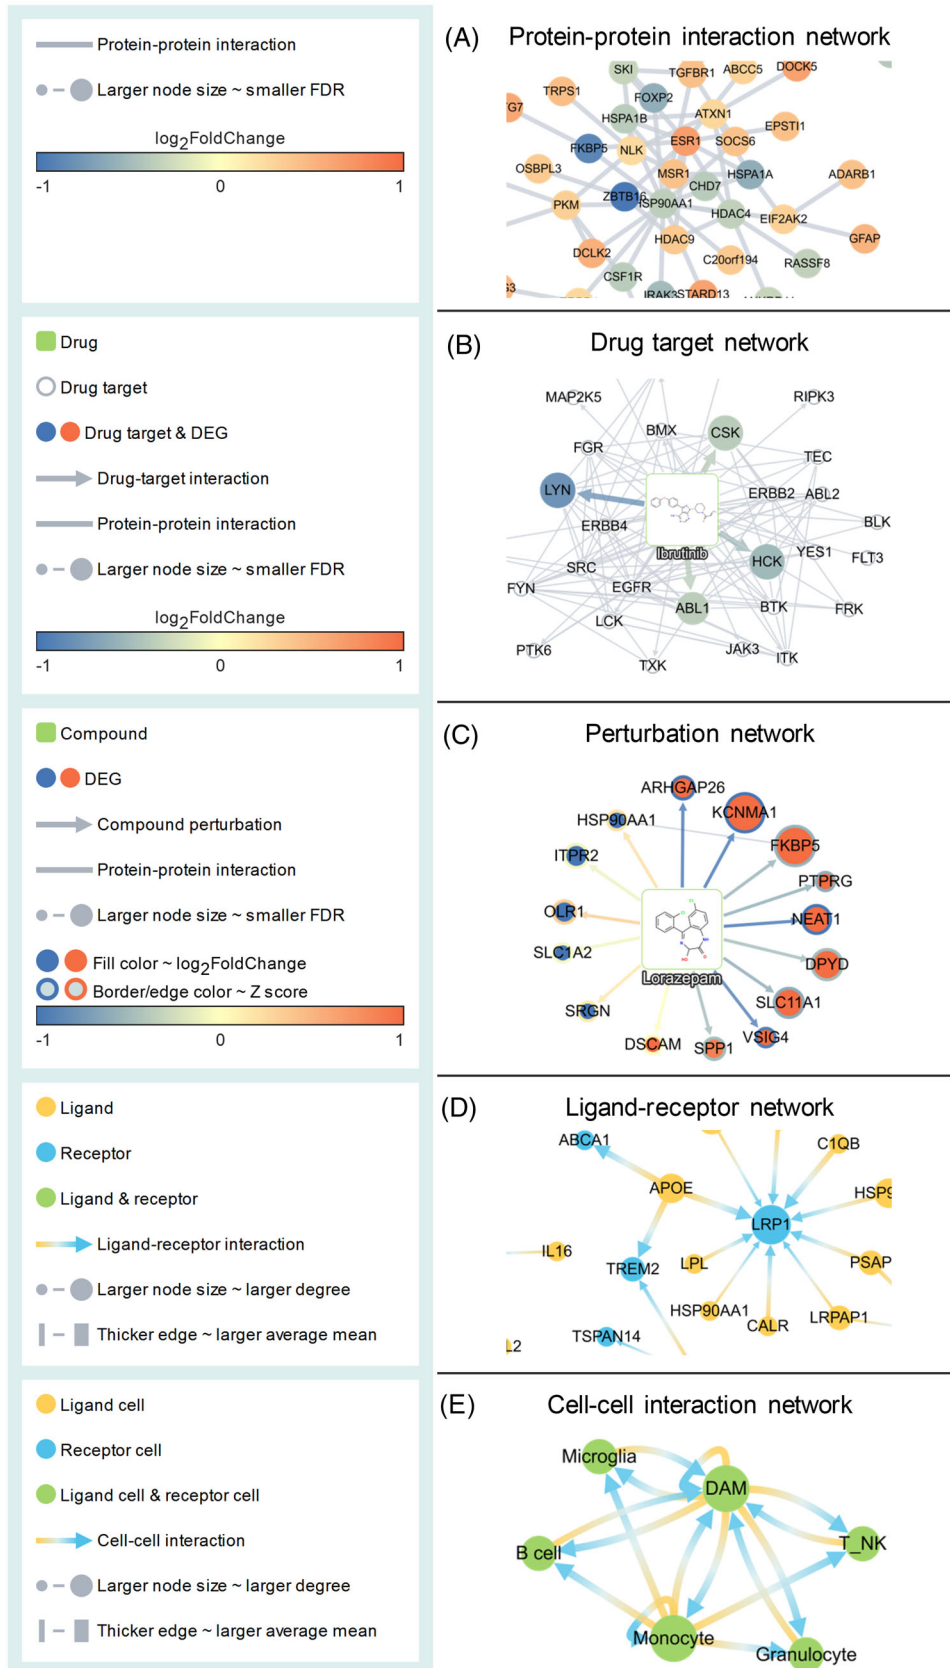 Protein-protein interaction
Larger node size ~ smaller FDR
log2FoldChange
-1 0 1
(A) Protein-protein interaction network
SKI
TGFBR1
ABCC5
DOCK5
TRPS1
FOXP2
TG7
HSPA1B
ATXN1
EPSTI1
FKBP5
NLK
ESR1
SOCS6
OSBPL3
MSR1
HSPA1A
ADARB1
CHD7
ZBTB16
HSP90AA1
PKM
HDAC4
EIF2AK2
HDAC9
GFAP
DCLK2
C20orf194
RASSF8
CSF1R
G3
IRAK3
STARD13
Drug
Drug target
Drug target & DEG
Drug-target interaction
Protein-protein interaction
Larger node size ~ smaller FDR
log2FoldChange
-1 0 1
(B) Drug target network
MAP2K5
RIPK3
BMX
CSK
FGR
TEC
LYN
ERBB2
ABL2
ERBB4
BLK
Ibrutinib
YES1
FLT3
SRC
HCK
FYN
EGFR
ABL1
BTK
FRK
LCK
PTK6
JAK3
ITK
TXK
Compound
DEG
Compound perturbation
Protein-protein interaction
Larger node size ~ smaller FDR
Fill color ~ log2FoldChange
Border/edge color ~ Z score
-1 0 1
(C) Perturbation network
ARHGAP26
KCNMA1
HSP90AA1
FKBP5
ITPR2
PTPRG
OLR1
NEAT1
SLC1A2
DPYD
Lorazepam
SLC11A1
SRGN
VSIG4
DSCAM
SPP1
Ligand
Receptor
Ligand & receptor
Ligand-receptor interaction
Larger node size ~ larger degree
Thicker edge ~ larger average mean
(D) Ligand-receptor network
ABCA1
C1QB
APOE
HSP9
LRP1
IL16
TREM2
LPL
PSAP
HSP90AA1
CALR
LRPAP1
TSPAN14
L2
Ligand cell
Receptor cell
Ligand cell & receptor cell
Cell-cell interaction
Larger node size ~ larger degree
Thicker edge ~ larger average mean
(E) Cell-cell interaction network
Microglia
DAM
B cell
T_NK
Monocyte
Granulocyte